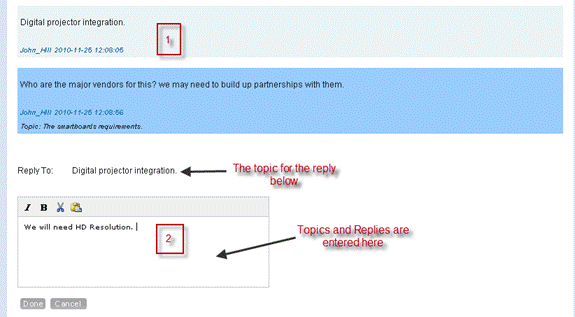 Digital projector integration.
1
John_Hill 2010-11-25 12:08:05
Who are the major vendors for this? we may need to build up partnerships with them.
John_Hill 2010-11-25 12:08:56
Topic: The smartboards requirements.
Reply To: Digital projector integration.
The topic for the reply
below
I B
We will need HD Resolution.
2
Topics and Replies are
entered here
Done Cancel